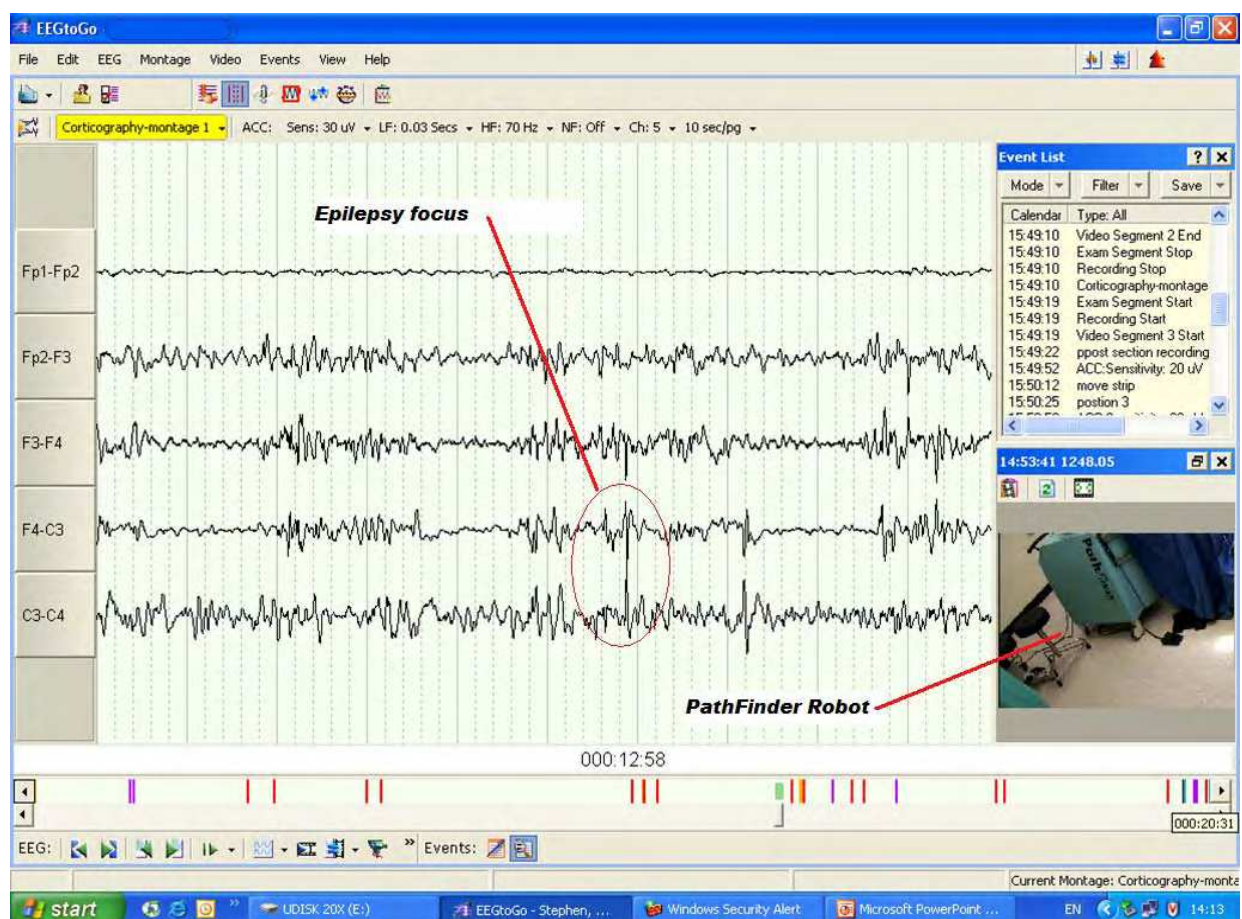 EEGtoGo
File Edit EEG Montage Video Events View Help
Corticography-montage 1 ACC: Sens: 30 uV LF: 0.03 Secs HF: 70 Hz NF: Off Ch: 5 10 sec/pg
Epilepsy focus
Fp1-Fp2
Fp2-F3
F3-F4
F4-C3
C3-C4
Event List
Mode Filter Save
Calendar Type: All
15:49:10 Video Segment 2 End
15:49:10 Exam Segment Stop
15:49:10 Recording Stop
15:49:10 Corticography-montage
15:49:19 Exam Segment Start
15:49:19 Recording Start
15:49:19 Video Segment 3 Start
15:49:22 ppost section recording
15:49:52 ACC:Sensitivity: 20 uV
15:50:12 move strip
15:50:25 postion 3
14:53:41 1248.05
PathFinder Robot
000:12:58
000:20:31
EEG: Events:
Current Montage: Corticography-monta
start UDISK 20X (E:) EEGtoGo - Stephen, ... Windows Security Alert Microsoft PowerPoint ... EN 14:13